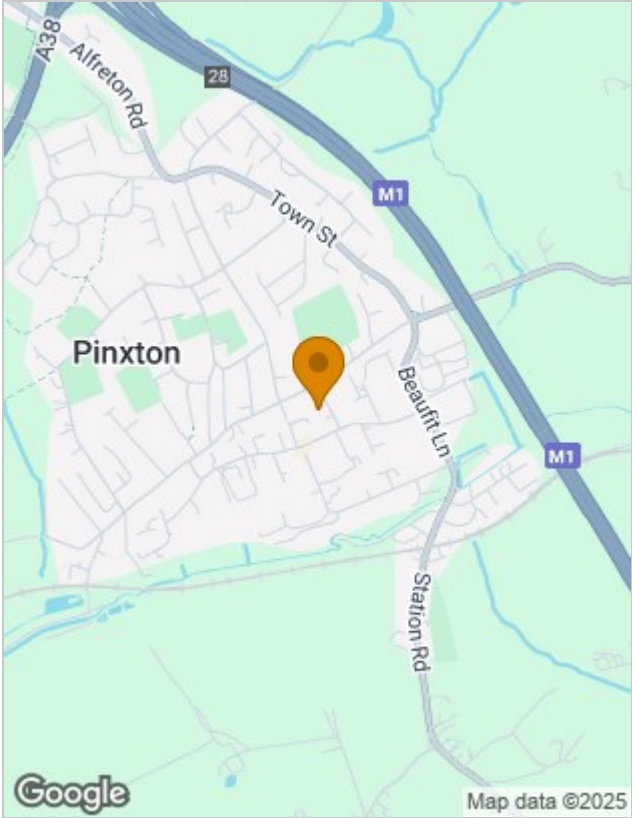 A38
Alfreton Rd
28
M1
Town St
Pinxton
Beaufit Ln
M1
Station Rd
Google
Map data ©2025